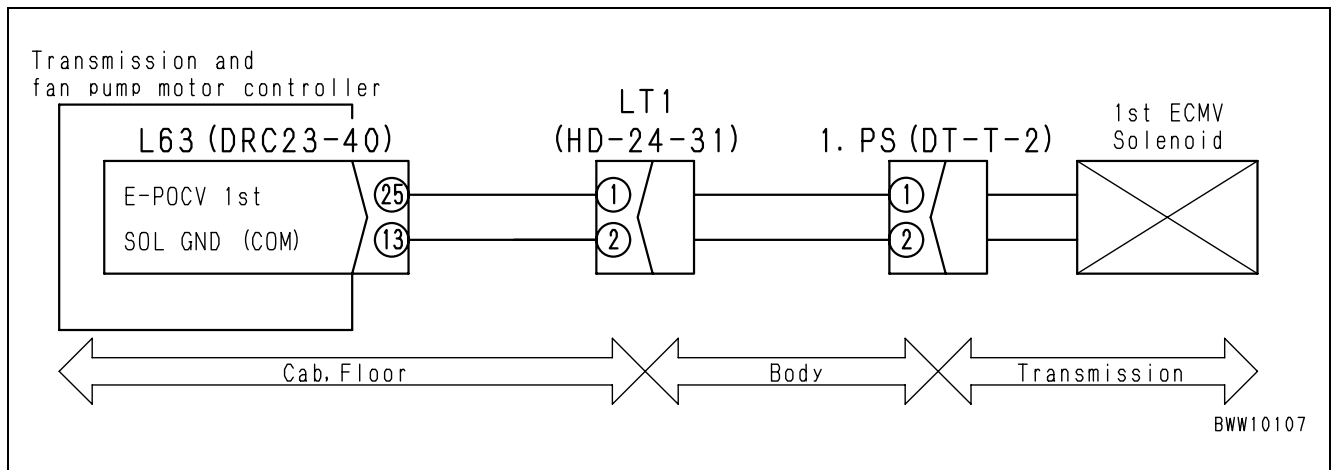 Transmission and
fan pump motor controller
L63 (DRC23-40)
LT1
(HD-24-31)
1. PS (DT-T-2)
1st ECMV
Solenoid
E-POCV 1st
25
1
1
SOL GND (COM)
13
2
2
Cab, Floor
Body
Transmission
BWW10107